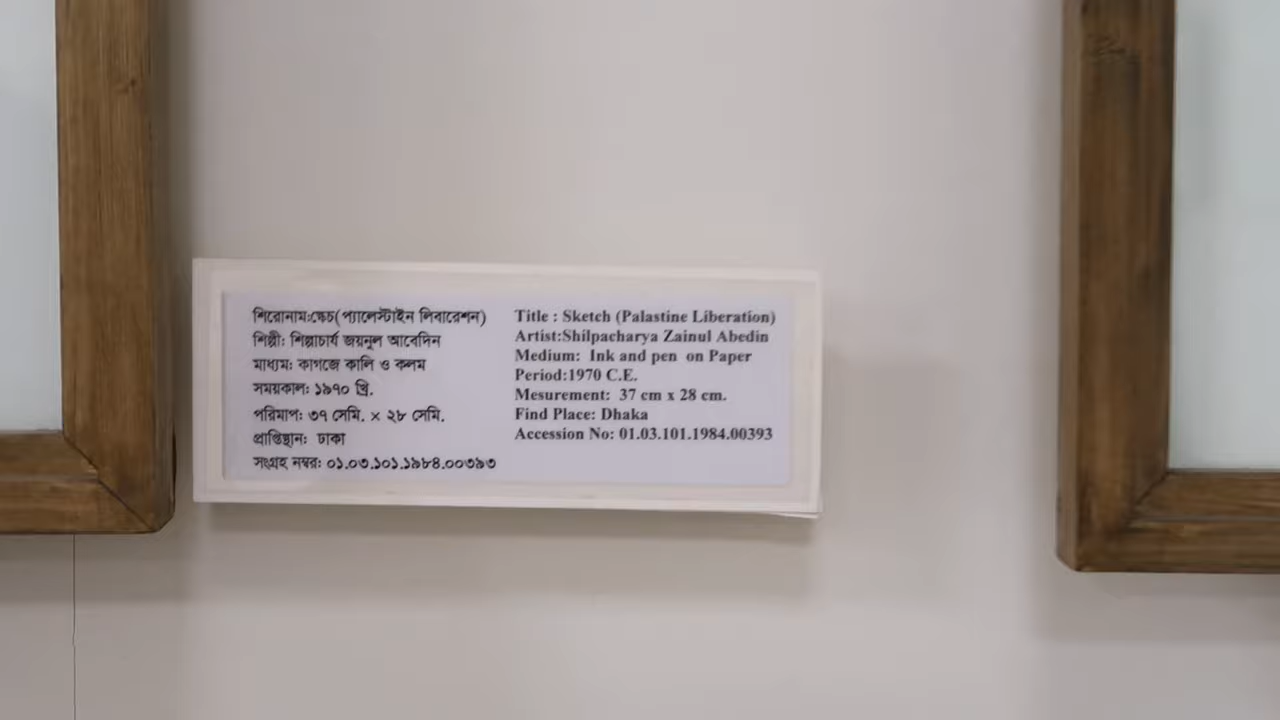 শিরোনাম:স্কেচ(প্যালেস্টাইন লিবারেশন)
শিল্পী: শিল্পাচার্য জয়নুল আবেদিন
মাধ্যম: কাগজে কালি ও কলম
সময়কাল: ১৯৭০ খ্রি.
পরিমাপ: ৩৭ সেমি. × ২৮ সেমি.
প্রাপ্তিস্থান: ঢাকা
সংগ্রহ নম্বর: ০১.০৩.১০১.১৯৮৪.০০৩৯৩
Title : Sketch (Palastine Liberation)
Artist:Shilpacharya Zainul Abedin
Medium: Ink and pen on Paper
Period:1970 C.E.
Mesurement: 37 cm x 28 cm.
Find Place: Dhaka
Accession No: 01.03.101.1984.00393